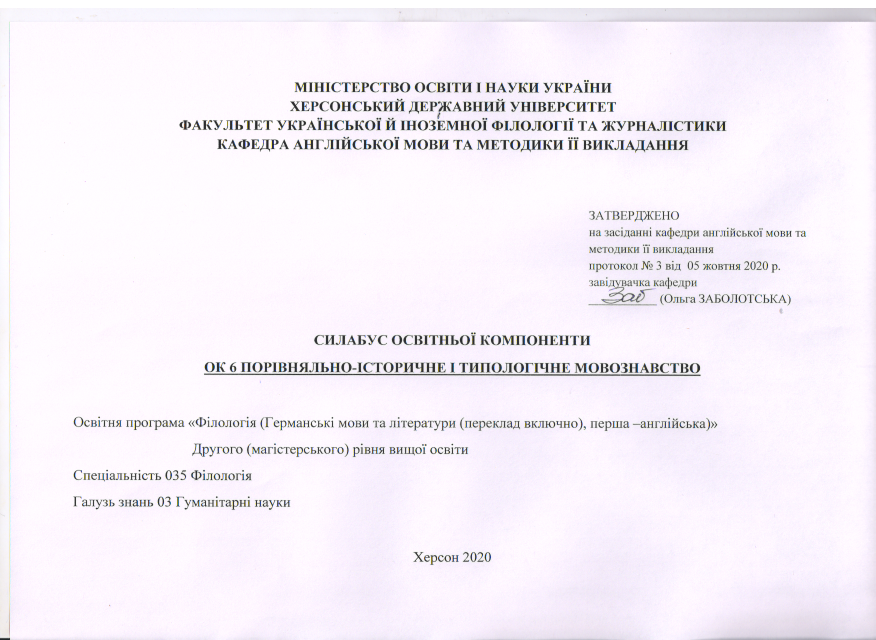 МІНІСТЕРСТВО ОСВІТИ І НАУКИ УКРАЇНИ
ХЕРСОНСЬКИЙ ДЕРЖАВНИЙ УНІВЕРСИТЕТ
ФАКУЛЬТЕТ УКРАЇНСЬКОЇ Й ІНОЗЕМНОЇ ФІЛОЛОГІЇ ТА ЖУРНАЛІСТИКИ
КАФЕДРА АНГЛІЙСЬКОЇ МОВИ ТА МЕТОДИКИ ЇЇ ВИКЛАДАННЯ
ЗАТВЕРДЖЕНО
на засіданні кафедри англійської мови та
методики її викладання
протокол № 3 від 05 жовтня 2020 р.
завідувачка кафедри
Заб (Ольга ЗАБОЛОТСЬКА)
СИЛАБУС ОСВІТНЬОЇ КОМПОНЕНТИ
ОК 6 ПОРІВНЯЛЬНО-ІСТОРИЧНЕ І ТИПОЛОГІЧНЕ МОВОЗНАВСТВО
Освітня програма «Філологія (Германські мови та літератури (переклад включно), перша –англійська)»
Другого (магістерського) рівня вищої освіти
Спеціальність 035 Філологія
Галузь знань 03 Гуманітарні науки
Херсон 2020